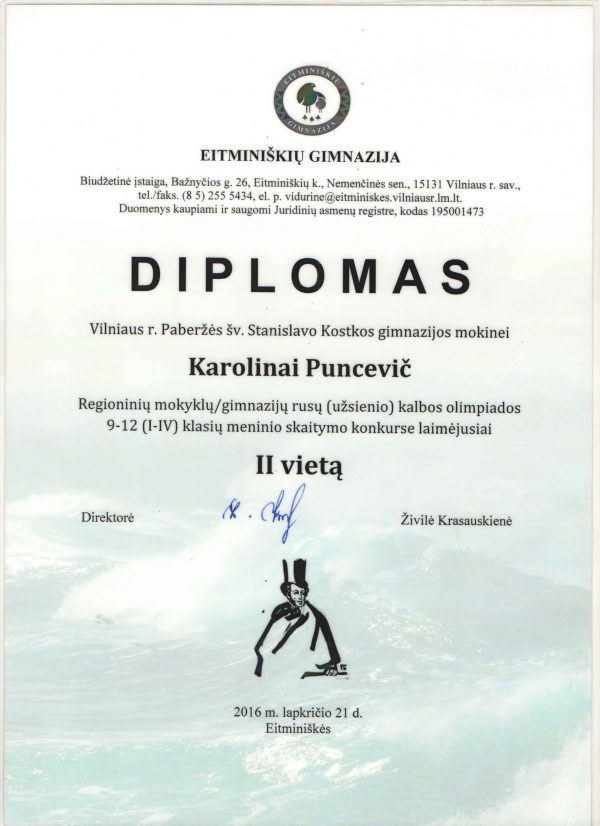 EITMINIŠKIŲ
GIMNAZIJA
EITMINIŠKIŲ GIMNAZIJA
Biudžetinė įstaiga, Bažnyčios g. 26, Eitminiškių k., Nemenčinės sen., 15131 Vilniaus r. sav.,
tel./faks. (8 5) 255 5434, el. p. vidurine@eitminiskes.vilniausr.lm.lt.
Duomenys kaupiami ir saugomi Juridinių asmenų registre, kodas 195001473
DIPLOMAS
Vilniaus r. Paberžės šv. Stanislavo Kostkos gimnazijos mokinei
Karolinai Puncevič
Regioninių mokyklų/gimnazijų rusų (užsienio) kalbos olimpiados
9-12 (I-IV) klasių meninio skaitymo konkurse laimėjusiai
II vietą
Direktorė Živilė Krasauskienė
2016 m. lapkričio 21 d.
Eitminiškės